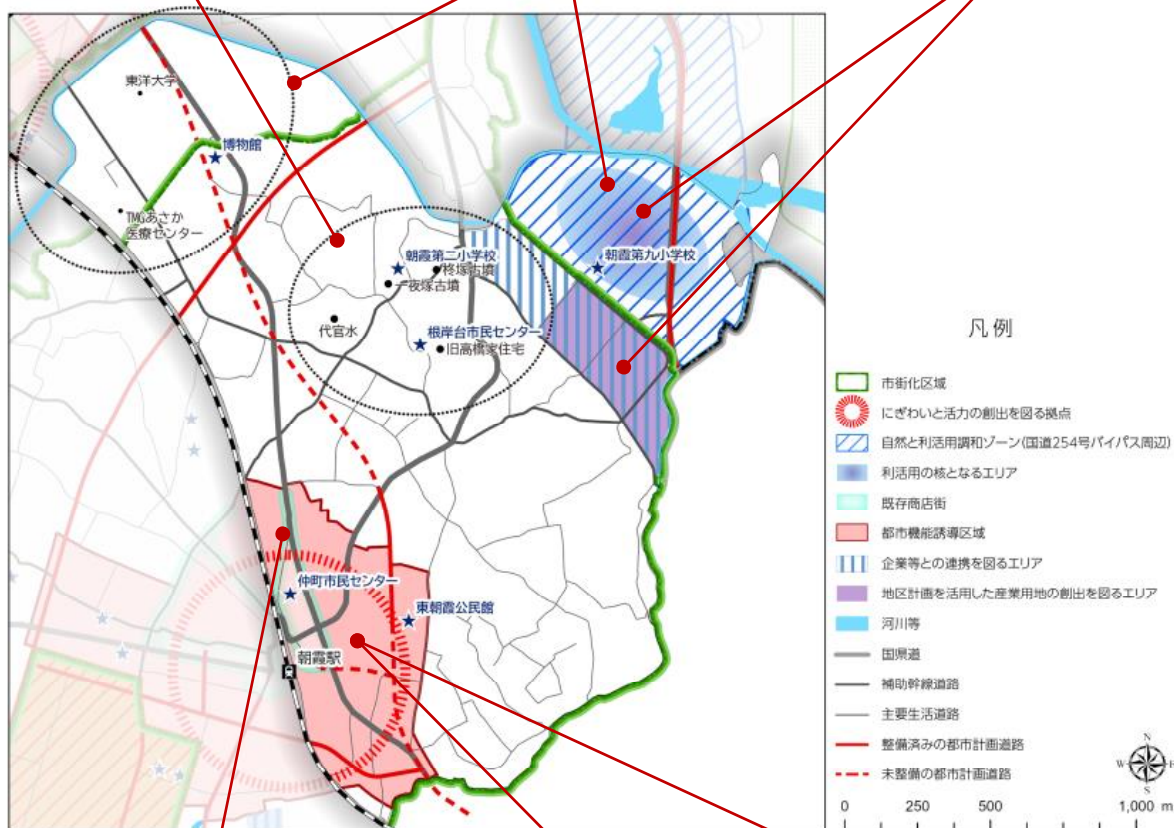 東洋大学
博物館
TMGあさか
医療センター
朝霞第二小学校
柊塚古墳
一夜塚古墳
代官水
根岸台市民センター
旧高橋家住宅
朝霞第九小学校
仲町市民センター
東朝霞公民館
朝霞駅
凡例
市街化区域
にぎわいと活力の創出を図る拠点
自然と利活用調和ゾーン(国道254号バイパス周辺)
利活用の核となるエリア
既存商店街
都市機能誘導区域
企業等との連携を図るエリア
地区計画を活用した産業用地の創出を図るエリア
河川等
国県道
補助幹線道路
主要生活道路
整備済みの都市計画道路
未整備の都市計画道路
N
W E
S
0 250 500 1,000 m